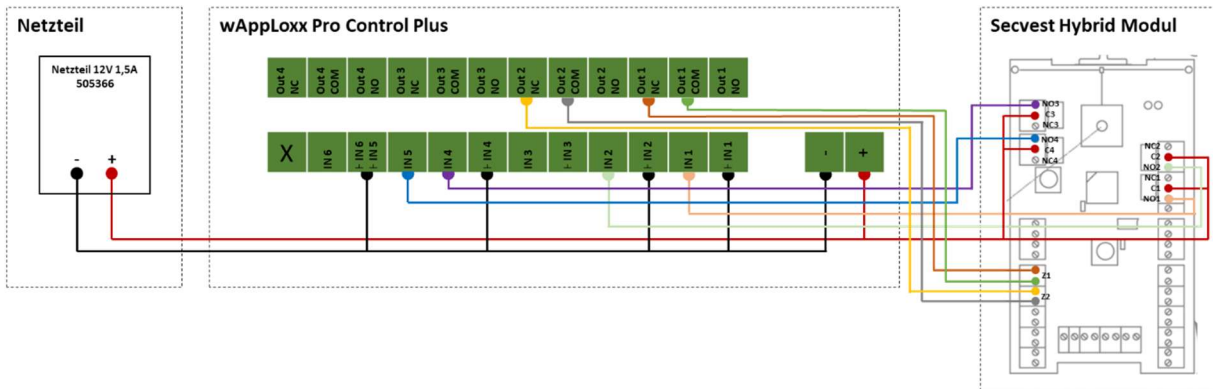 Netzteil
wAppLoxx Pro Control Plus
Secvest Hybrid Modul
Netzteil 12V 1,5A
505366
- +
Out 4 NC
Out 4 COM
Out 4 NO
Out 3 NC
Out 3 COM
Out 3 NO
Out 2 NC
Out 2 COM
Out 2 NO
Out 1 NC
Out 1 COM
Out 1 NO
X
IN 6
⊢ IN 6
⊢ IN 5
IN 5
IN 4
⊢ IN 4
IN 3
⊢ IN 3
IN 2
⊢ IN 2
IN 1
⊢ IN 1
-
+
NO3
C3
NC3
NO4
C4
NC4
NC2
C2
NO2
NC1
C1
NO1
Z1
Z2